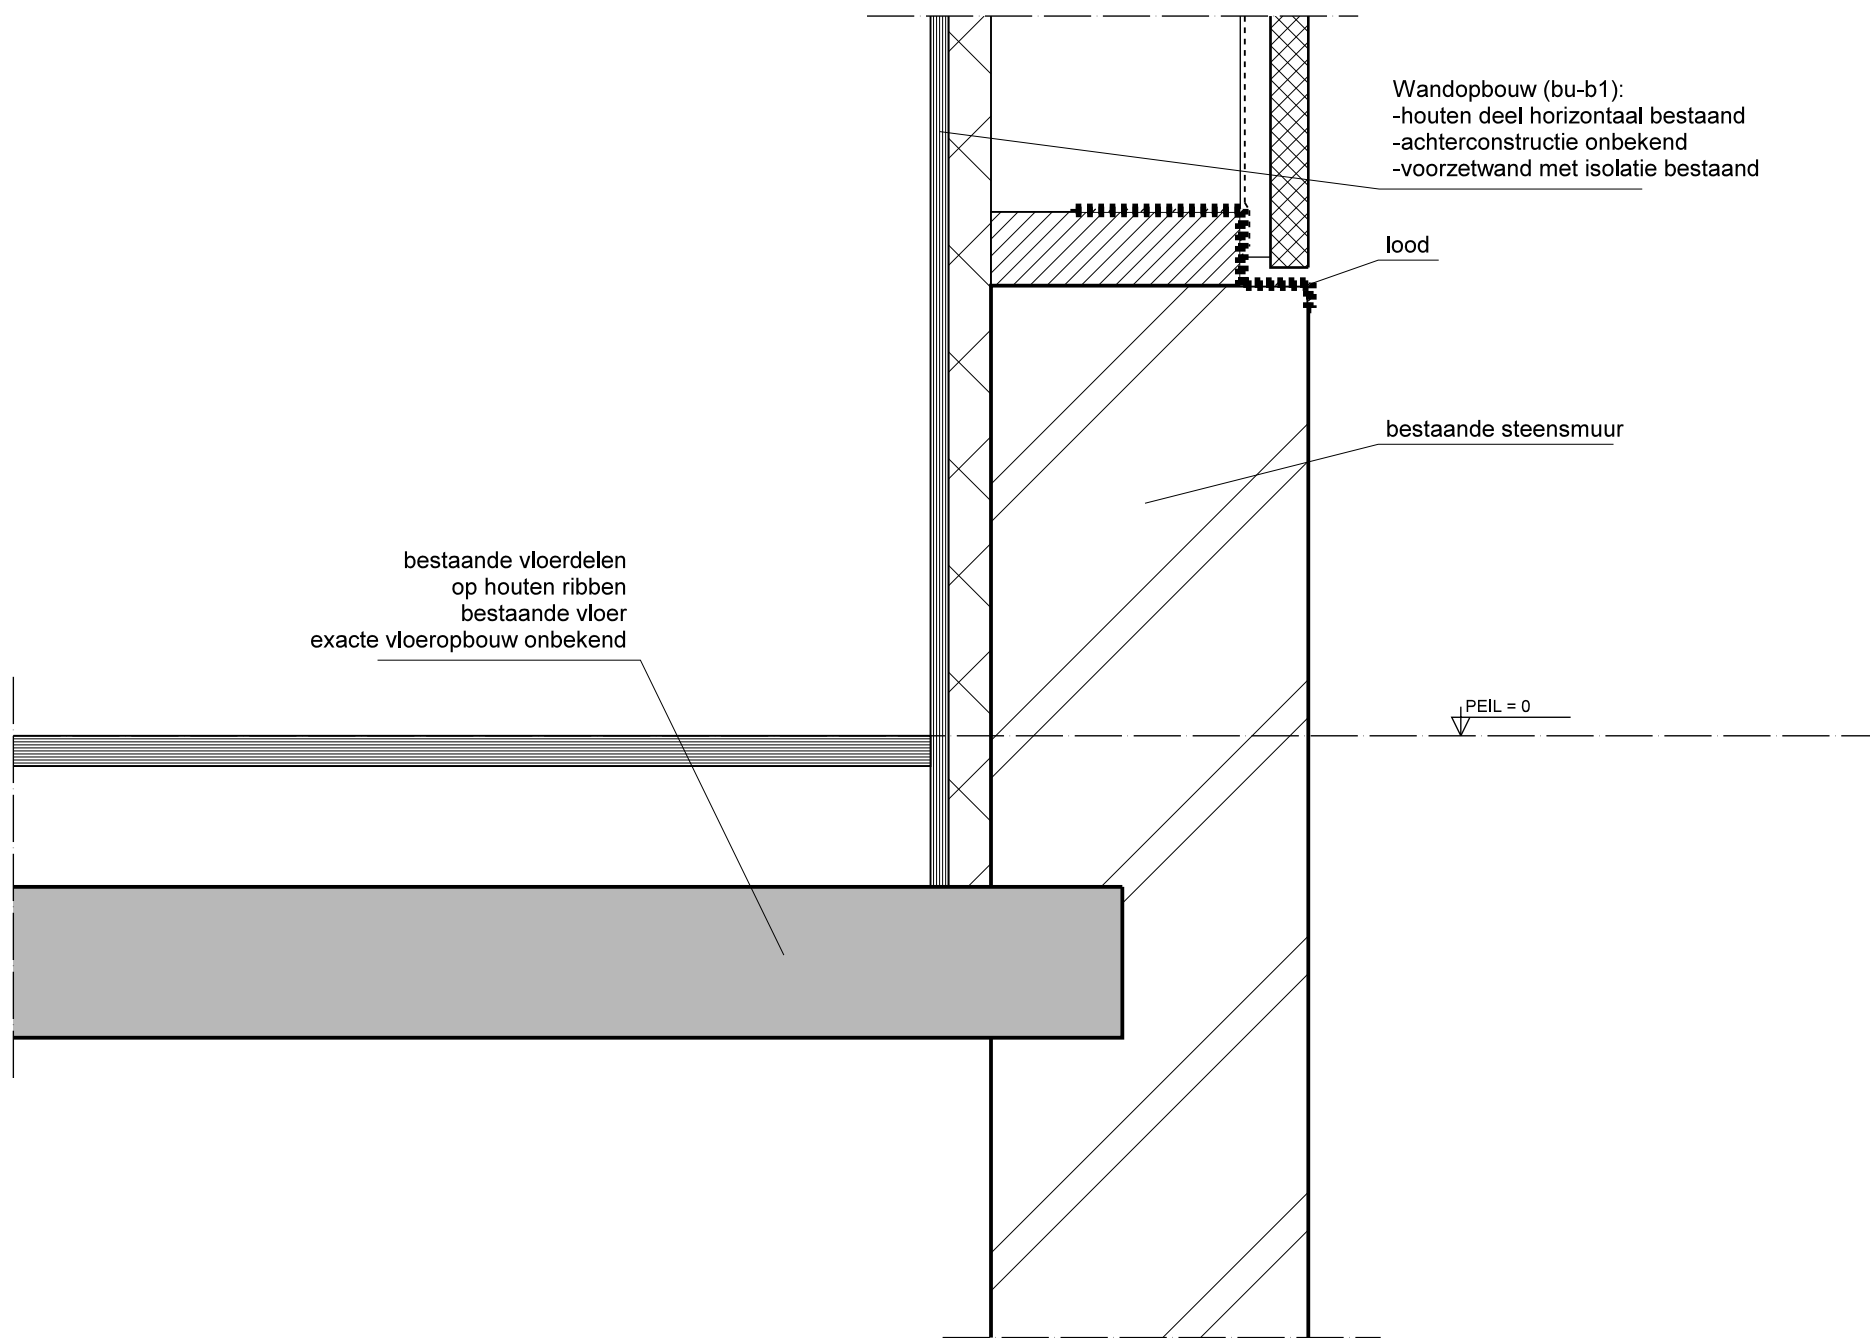 Wandopbouw (bu-b1):
-houten deel horizontaal bestaand
-achterconstructie onbekend
-voorzetwand met isolatie bestaand
lood
bestaande steensmuur
bestaande vloerdelen
op houten ribben
bestaande vloer
exacte vloeropbouw onbekend
PEIL = 0